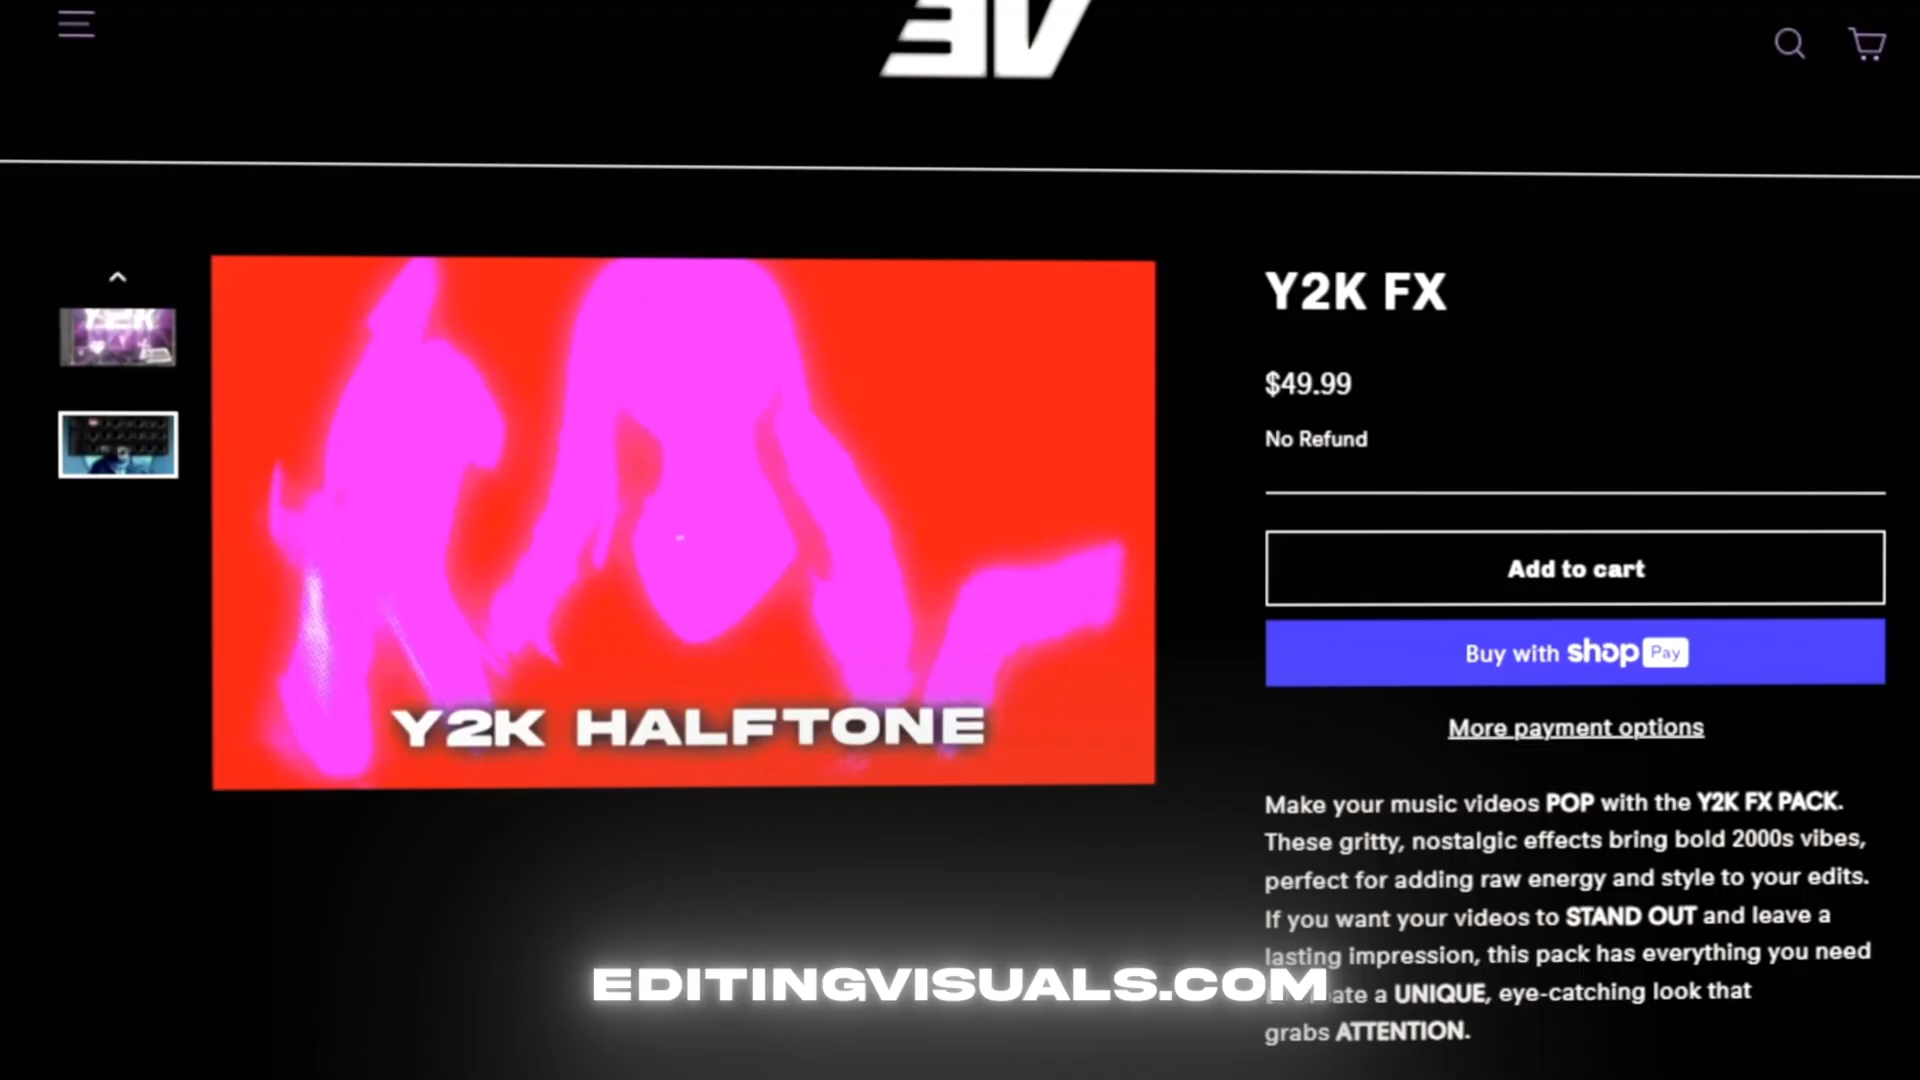 EV
Y2K
Y2K FX
$49.99
No Refund
Add to cart
Buy with shop Pay
More payment options
Y2K HALFTONE
Make your music videos POP with the Y2K FX PACK.
These gritty, nostalgic effects bring bold 2000s vibes,
perfect for adding raw energy and style to your edits.
If you want your videos to STAND OUT and leave a
lasting impression, this pack has everything you need
a UNIQUE, eye-catching look that
grabs ATTENTION.
EDITINGVISUALS.COM